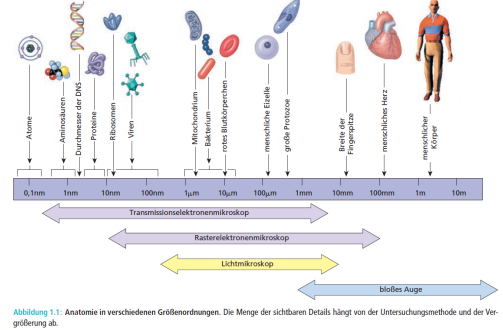 Atome
Aminosäuren
Durchmesser der DNS
Proteine
Ribosomen
Viren
Mitochondrium
Bakterium
rotes Blutkörperchen
menschliche Eizelle
große Protozoe
Breite der
Fingerspitze
menschliches Herz
menschlicher
Körper
0,1nm 1nm 10nm 100nm 1µm 10µm 100µm 1mm 10mm 100mm 1m 10m
Transmissionselektronenmikroskop
Rasterelektronenmikroskop
Lichtmikroskop
bloßes Auge
Abbildung 1.1: Anatomie in verschiedenen Größenordnungen. Die Menge der sichtbaren Details hängt von der Untersuchungsmethode und der Ver-
größerung ab.